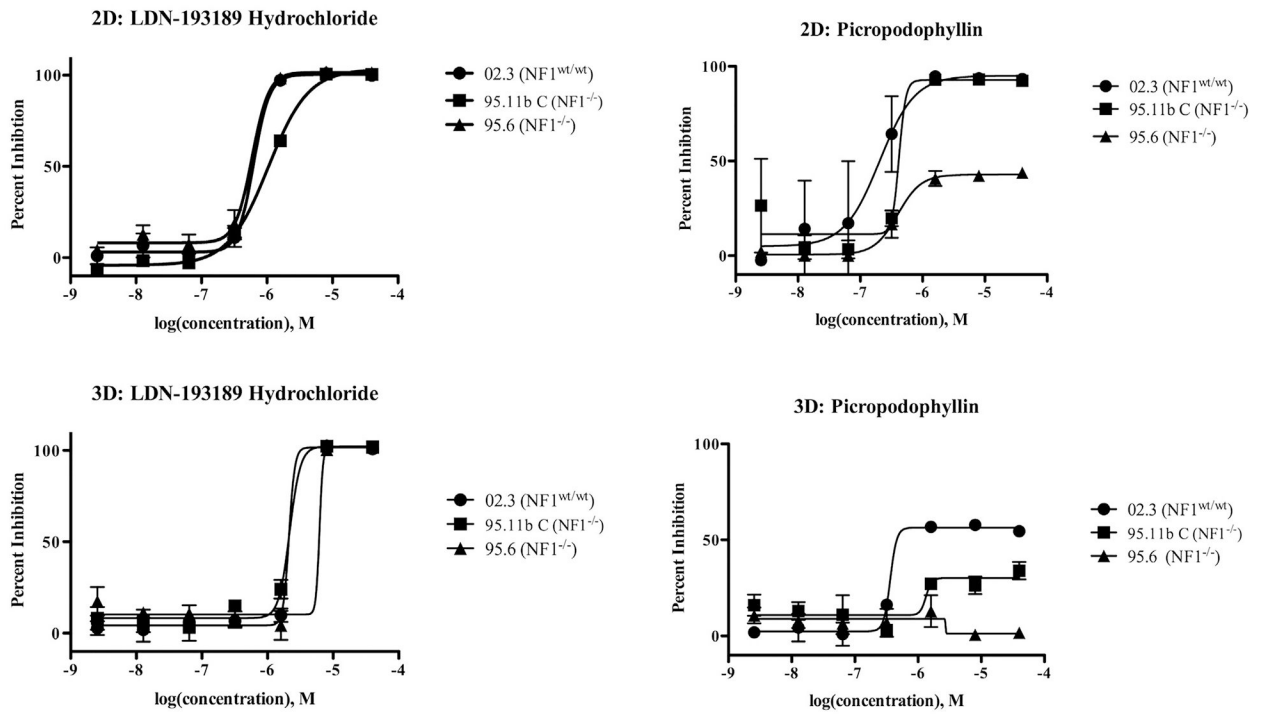 2D: LDN-193189 Hydrochloride
100
50
0
-9 -8 -7 -6 -5 -4
Percent Inhibition
log(concentration), M
02.3 (NF1wt/wt)
95.11b C (NF1-/-)
95.6 (NF1-/-)
2D: Picropodophyllin
100
50
0
-9 -8 -7 -6 -5 -4
Percent Inhibtion
log(concentration), M
02.3 (NF1wt/wt)
95.11b C (NF1-/-)
95.6 (NF1-/-)
3D: LDN-193189 Hydrochloride
100
50
0
-9 -8 -7 -6 -5 -4
Percent Inhibition
log(concentration), M
02.3 (NF1wt/wt)
95.11b C (NF1-/-)
95.6 (NF1-/-)
3D: Picropodophyllin
100
50
0
-9 -8 -7 -6 -5 -4
Percent Inhibition
log(concentration), M
02.3 (NF1wt/wt)
95.11b C (NF1-/-)
95.6 (NF1-/-)